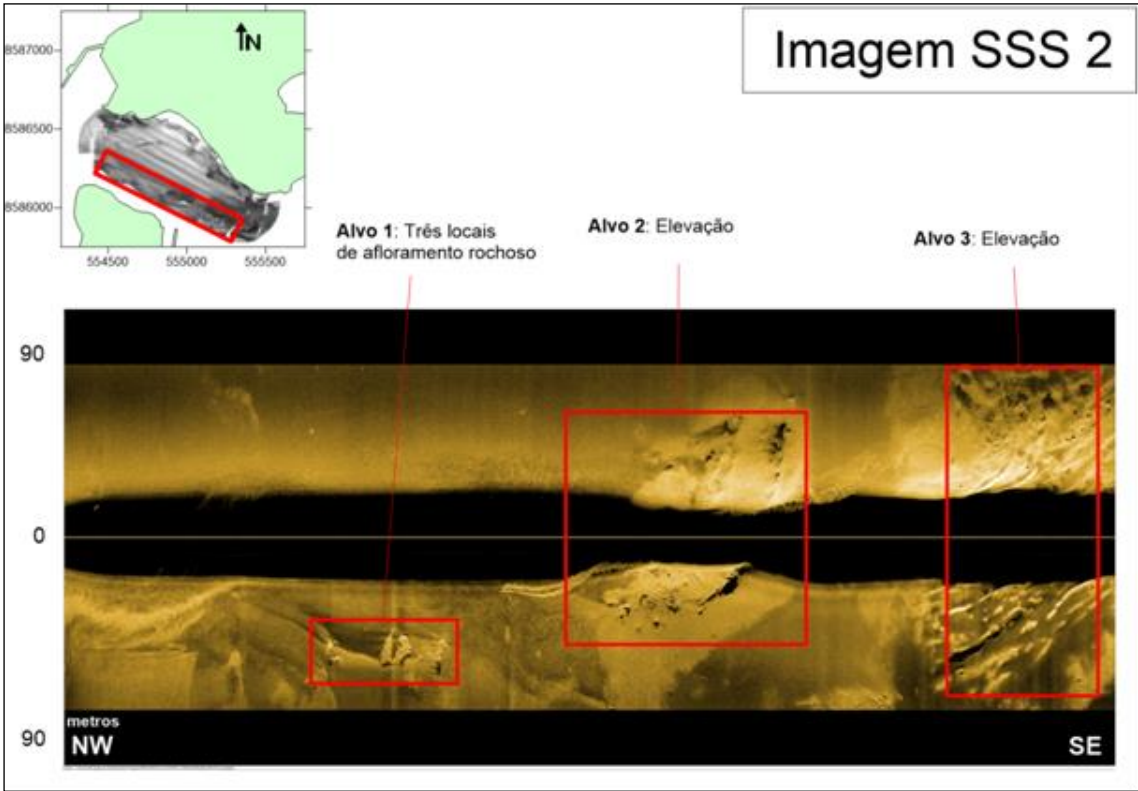 Imagem SSS 2
N
8587000
8586500
8586000
554500 555000 555500
Alvo 1: Três locais
de afloramento rochoso
Alvo 2: Elevação
Alvo 3: Elevação
90
0
90
metros
NW
SE